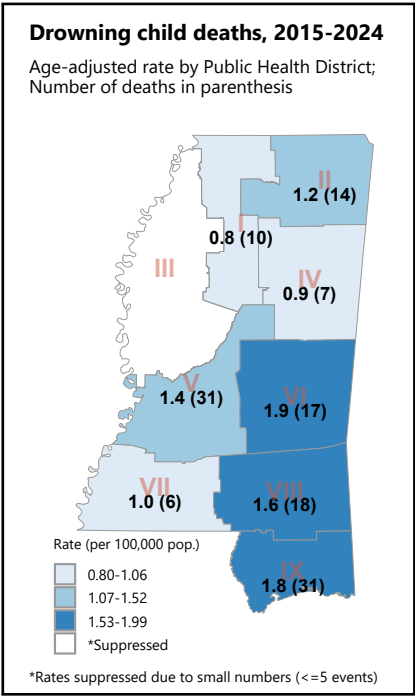 Drowning child deaths, 2015-2024
Age-adjusted rate by Public Health District;
Number of deaths in parenthesis
II
1.2 (14)
I
0.8 (10)
III
IV
0.9 (7)
V
1.4 (31)
VI
1.9 (17)
VII
1.0 (6)
VIII
1.6 (18)
IX
1.8 (31)
Rate (per 100,000 pop.)
0.80-1.06
1.07-1.52
1.53-1.99
*Suppressed
*Rates suppressed due to small numbers (<=5 events)